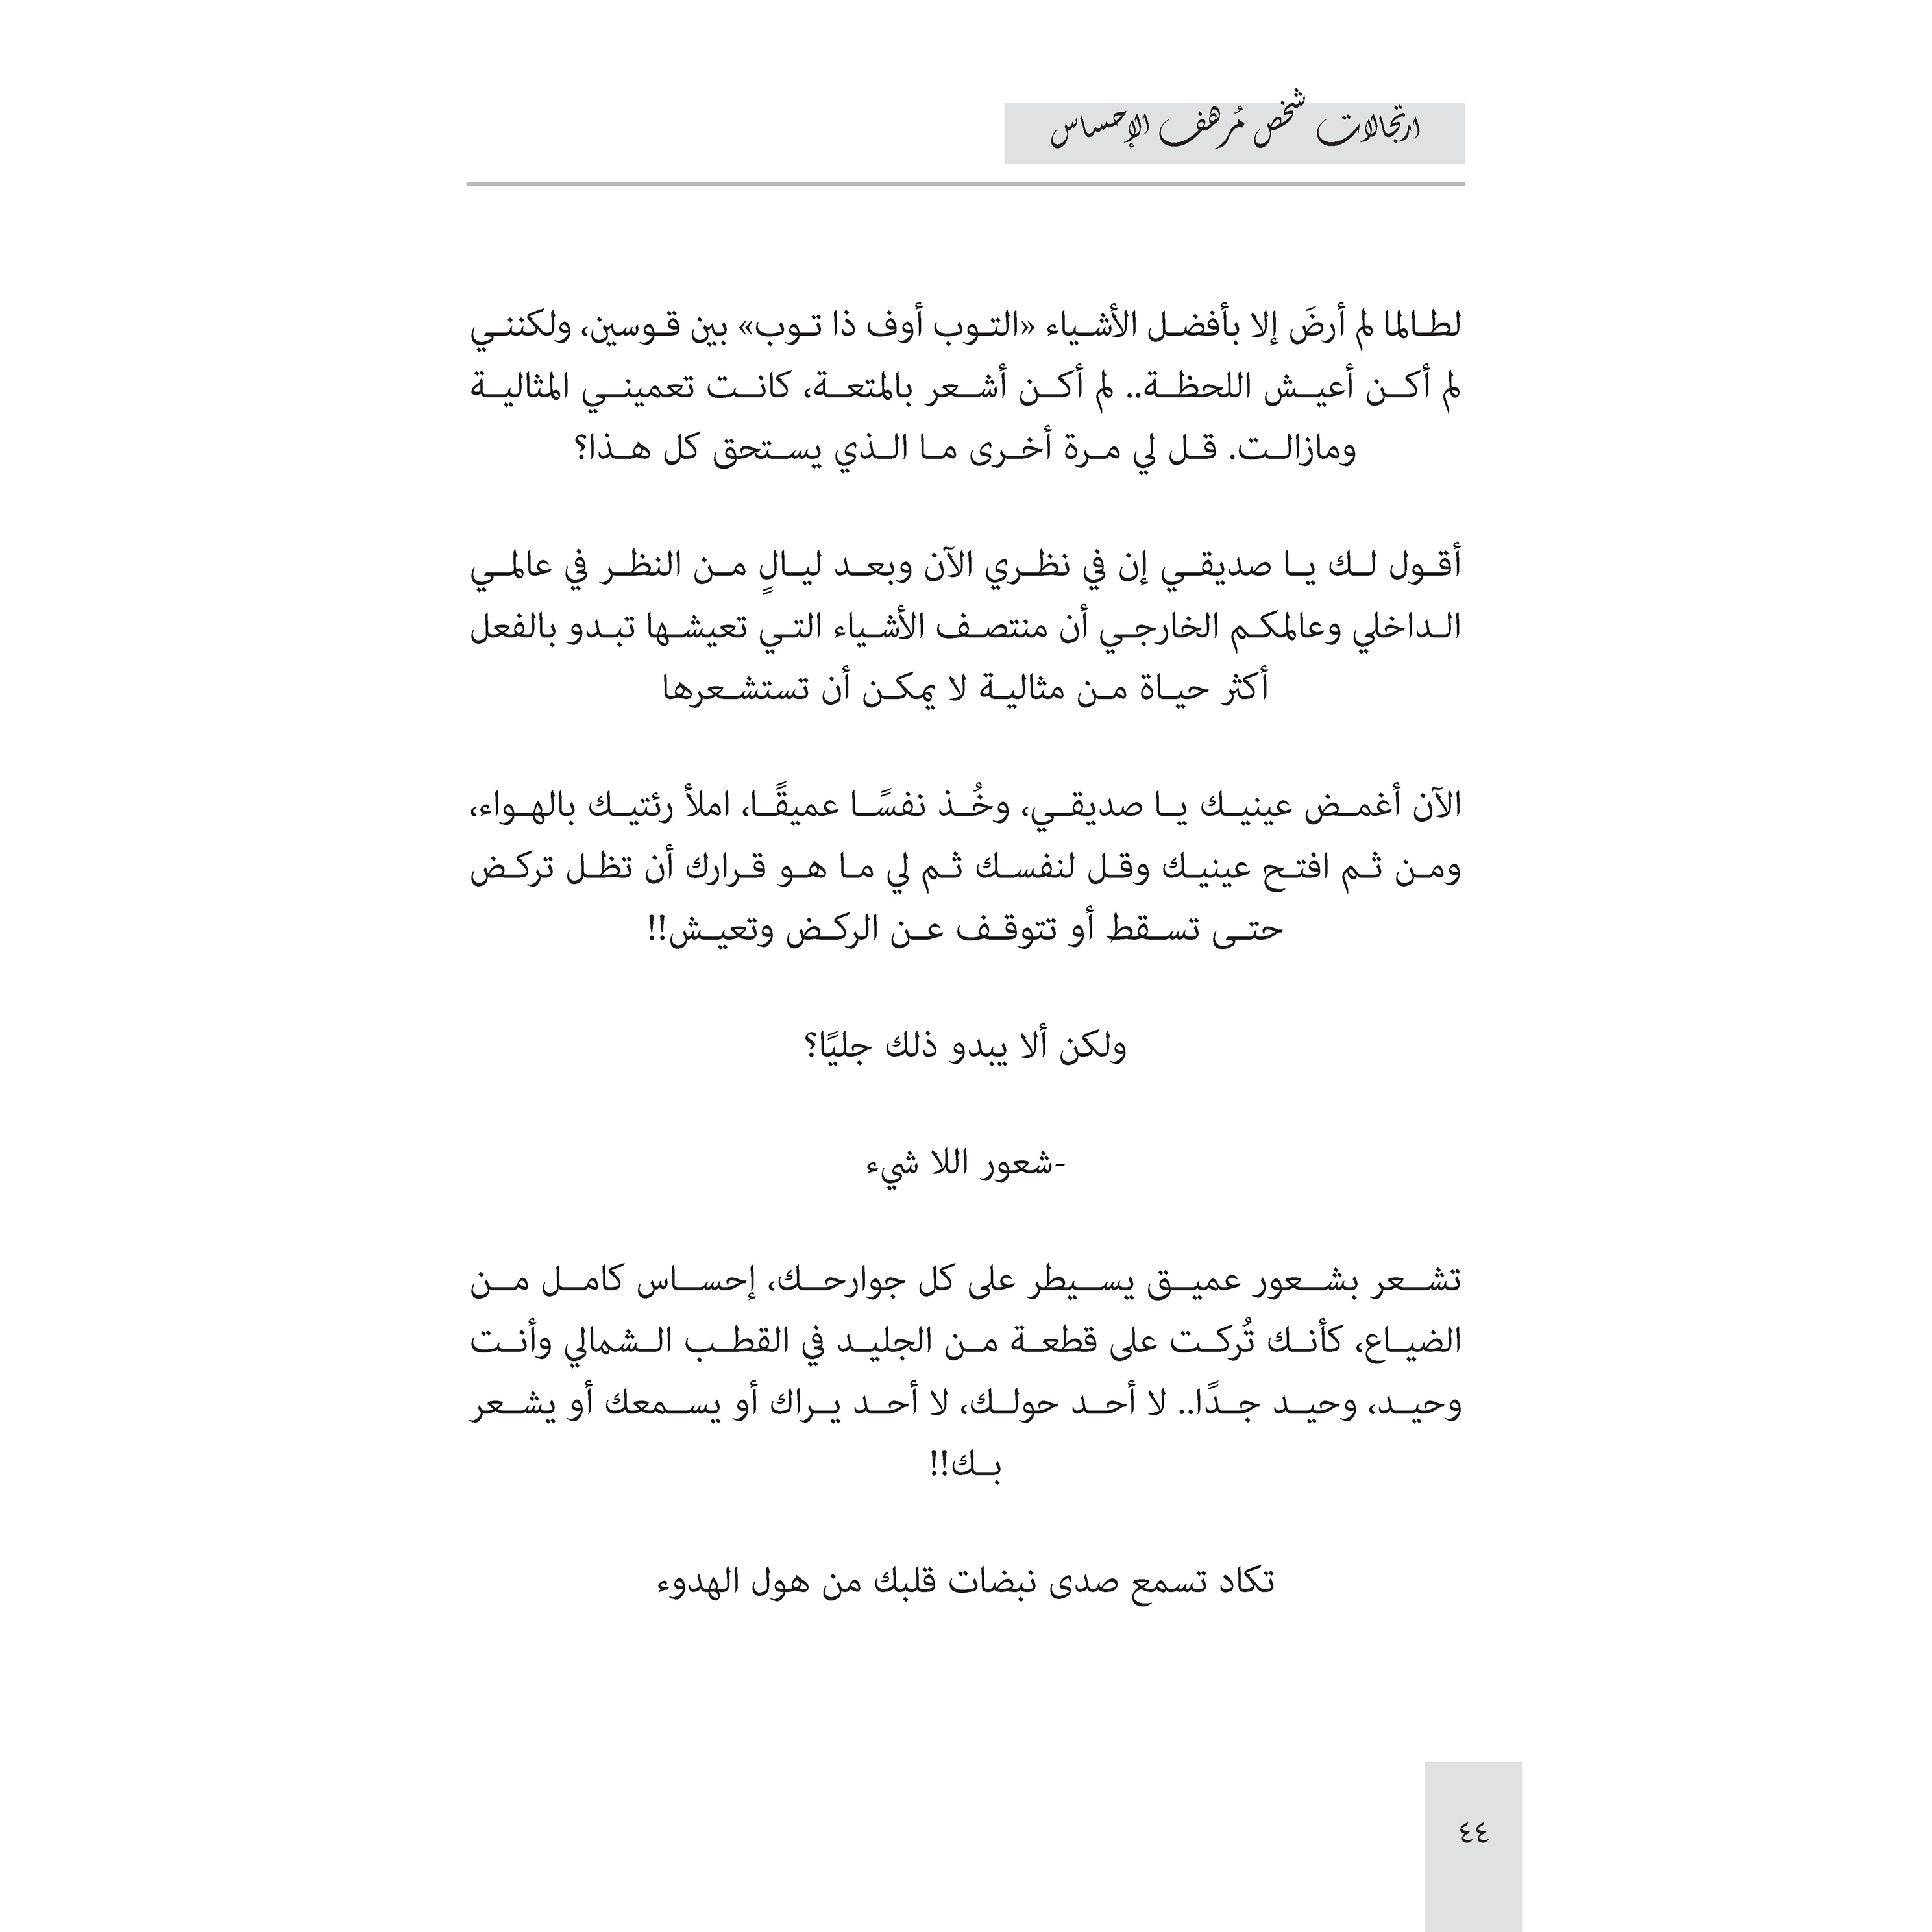 ارتجالات شخص مُرهف الإحساس
لطالما لم أرضَ إلا بأفضل الأشياء «التوب أوف ذا توب» بين قوسين، ولكنني
لم أكن أعيش اللحظة.. لم أكن أشعر بالمتعة، كانت تعميني المثالية
ومازالت. قل لي مرة أخرى ما الذي يستحق كل هذا؟
أقول لك يا صديقي إن في نظري الآن وبعد ليالٍ من النظر في عالمي
الداخلي وعالمكم الخارجي أن منتصف الأشياء التي تعيشها تبدو بالفعل
أكثر حياة من مثالية لا يمكن أن تستشعرها
الآن أغمض عينيك يا صديقي، وخُذ نفسًا عميقًا، املأ رئتيك بالهواء،
ومن ثم افتح عينيك وقل لنفسك ثم لي ما هو قرارك أن تظل تركض
حتى تسقط أو تتوقف عن الركض وتعيش!!
ولكن ألا يبدو ذلك جليًا؟
-شعور اللا شيء
تشعر بشعور عميق يسيطر على كل جوارحك، إحساس كامل من
الضياع، كأنك تُركت على قطعة من الجليد في القطب الشمالي وأنت
وحيد، وحيد جدًا.. لا أحد حولك، لا أحد يراك أو يسمعك أو يشعر
بك!!
تكاد تسمع صدى نبضات قلبك من هول الهدوء
٤٤